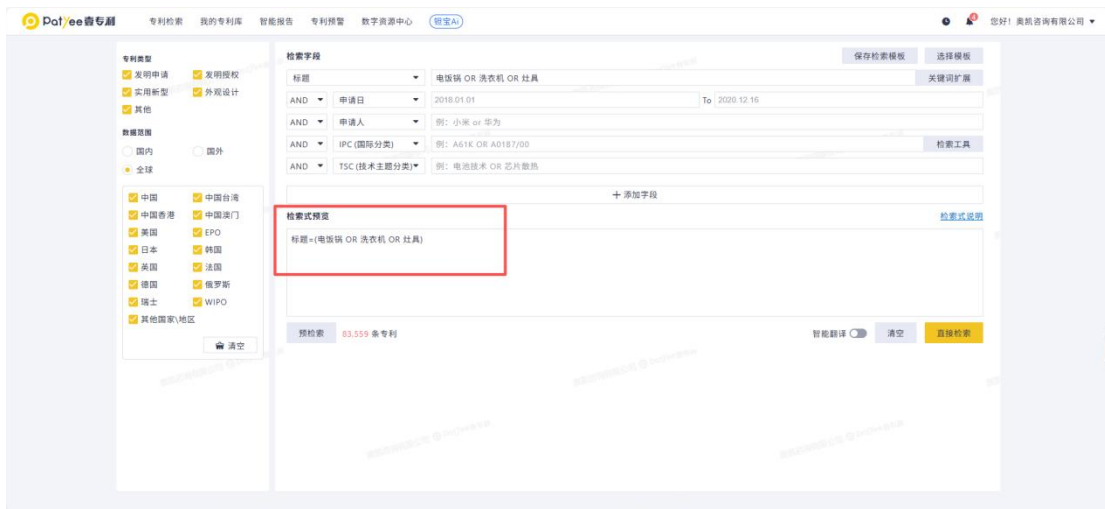 Patyee壹专利 专利检索 我的专利库 智能报告 专利预警 数字资源中心 钽宝Ai 4 您好！奥凯咨询有限公司
专利类型
发明申请 发明授权
实用新型 外观设计
其他
数据范围
国内 国外
全球
中国 中国台湾
中国香港 中国澳门
美国 EPO
日本 韩国
英国 法国
德国 俄罗斯
瑞士 WIPO
其他国家\地区
清空
检索字段 保存检索模板 选择模板
标题 电饭锅 OR 洗衣机 OR 灶具 关键词扩展
AND 申请日 2018.01.01 To 2020.12.16
AND 申请人 例：小米 or 华为
AND IPC (国际分类) 例：A61K OR A0187/00 检索工具
AND TSC (技术主题分类) 例：电池技术 OR 芯片散热
+ 添加字段
检索式预览 检索式说明
标题=(电饭锅 OR 洗衣机 OR 灶具)
预检索 83,559 条专利 智能翻译 清空 直接检索